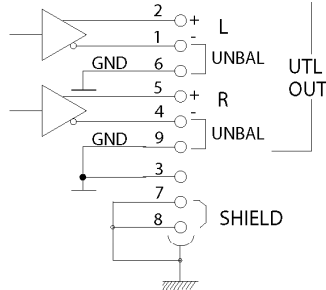 2 + L
1 -
UNBAL
GND 6
5 + R
4 -
UNBAL
GND 9
3
7
SHIELD
8
UTL
OUT